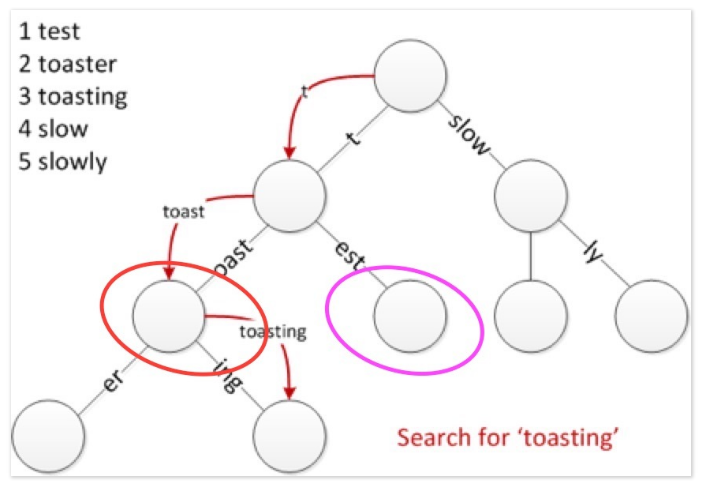 1 test
2 toaster
3 toasting
4 slow
5 slowly
t
t
slow
toast
oast
est
ly
toasting
er
ing
Search for ‘toasting’